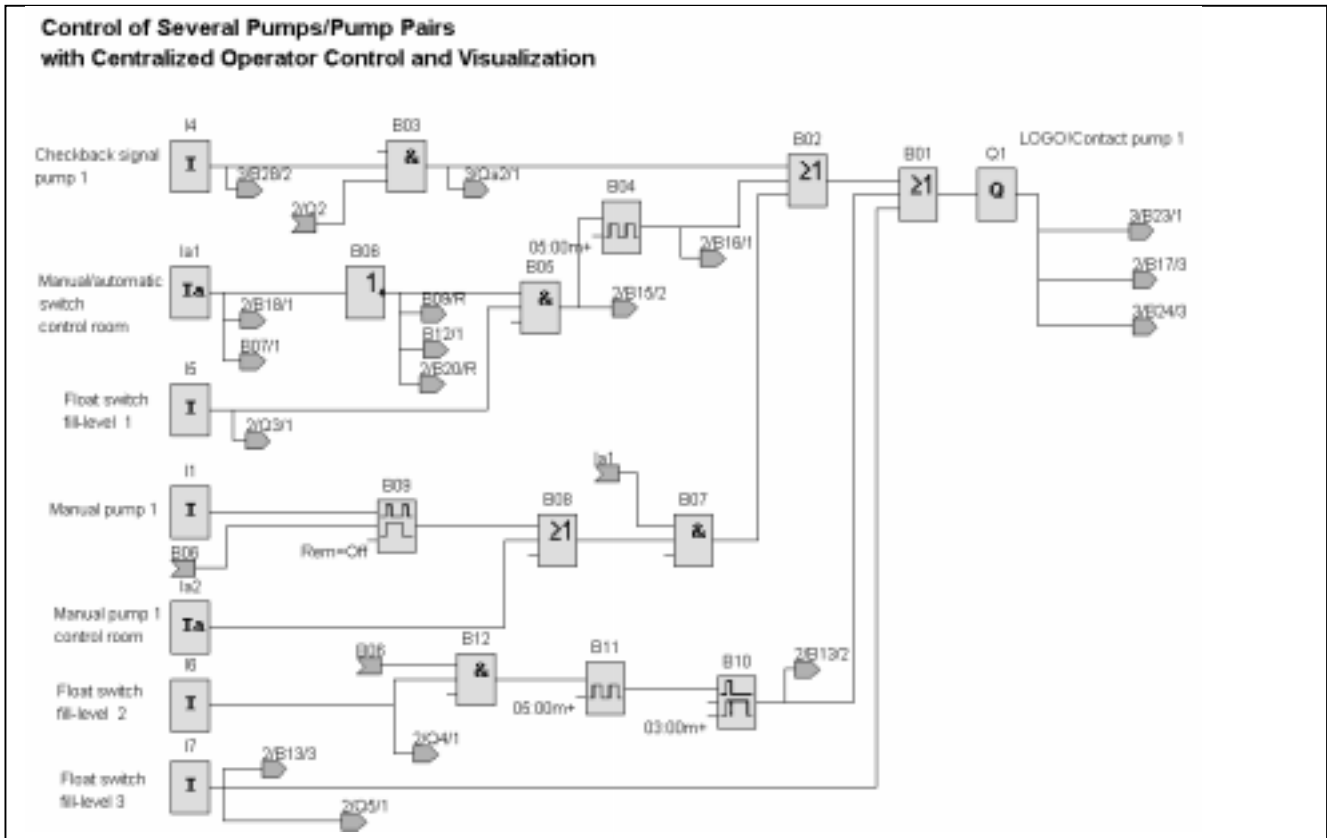 Control of Several Pumps/Pump Pairs
with Centralized Operator Control and Visualization
I4
B03
B02
LOGO!Contact pump 1
B01
Q1
Checkback signal
pump 1
I
&
≥1
≥1
Q
3/B28/2
3/Qa2/1
B04
2/Q2
3/B23/1
05:00m+
2/B16/1
Ia1
B06
B05
2/B17/3
Manual/automatic
switch
control room
Ia
1
&
2/B15/2
2/B18/1
B09/R
3/B24/3
B07/1
B12/1
2/B20/R
I5
Float switch
fill-level 1
I
2/Q3/1
Ia1
I1
B09
B08
B07
Manual pump 1
I
≥1
&
Rem=Off
B06
Ia2
Manual pump 1
control room
Ia
B12
B11
B10
2/B13/2
B06
&
I6
Float switch
fill-level 2
I
05:00m+
03:00m+
2/Q4/1
I7
2/B13/3
Float switch
fill-level 3
I
2/Q5/1